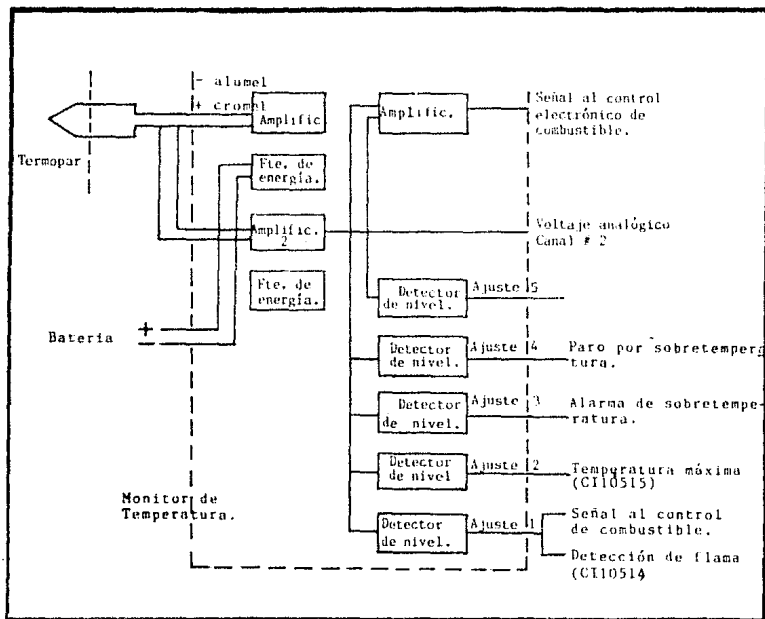 - alumel
+ cromel
Amplific
Termopar
Fte. de
energía.
Amplific.
2
Fte. de
energía.
Batería
+
-
Monitor de
Temperatura.
Amplific.
Señal al control
electrónico de
combustible.
Voltaje analógico
Canal # 2
Detector
de nivel.
Ajuste 5
Detector
de nivel.
Ajuste 4
Paro por sobretemperg
tura.
Detector
de nivel.
Ajuste 3
Alarma de sobretempe-
ratura.
Detector
de nivel
Ajuste 2
Temperatura máxima
(CI10515)
Detector
de nivel.
Ajuste 1
Señal al control
de combustible.
Detección de flama
(CI10514